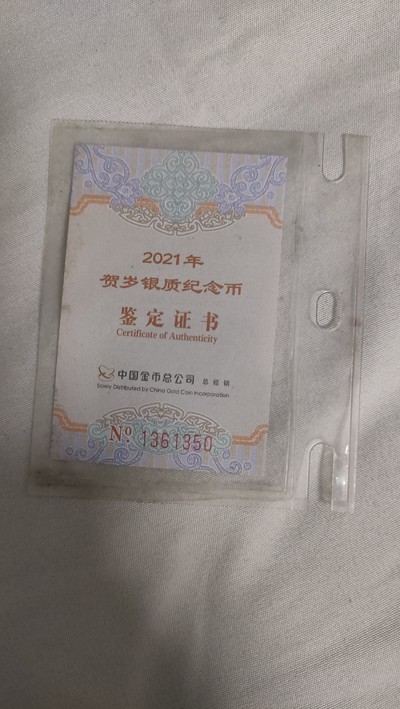 2021年
贺岁银质纪念币
鉴定证书
Certificate of Authenticity
中国金币总公司 总经销
Solely Distributed by China Gold Coin Incorporation
No 1361350